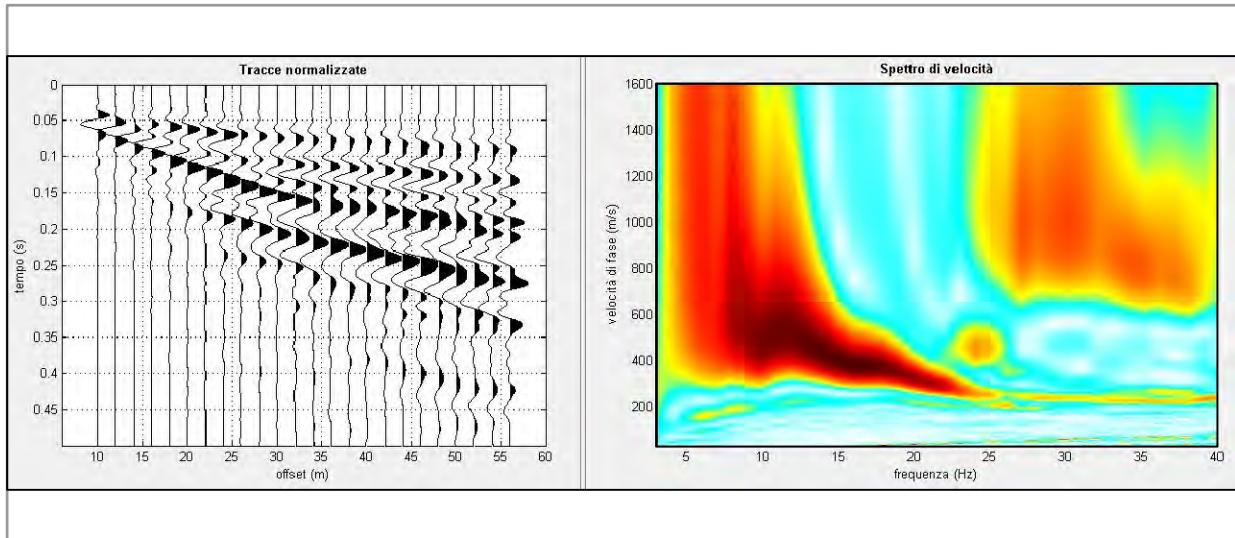 Tracce normalizzate
0
0.05
0.1
0.15
0.2
0.25
0.3
0.35
0.4
0.45
tempo (s)
10 15 20 25 30 35 40 45 50 55 60
offset (m)
Spettro di velocità
1600
1400
1200
1000
800
600
400
200
velocità di fase (m/s)
5 10 15 20 25 30 35 40
frequenza (Hz)